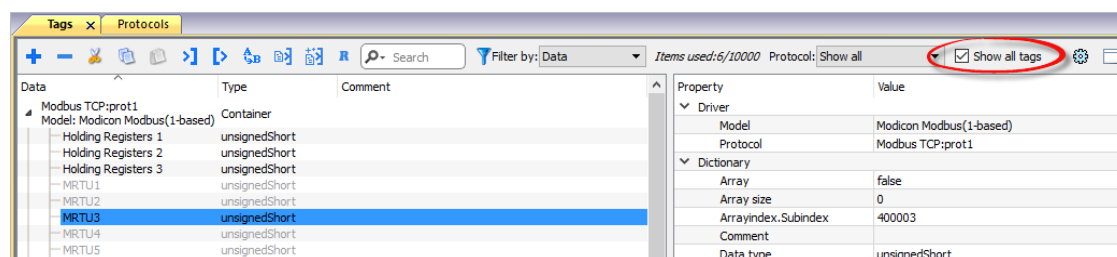 Tags x Protocols
R Search Filter by: Data Items used:6/10000 Protocol: Show all Show all tags
Data Type Comment Property Value
Modbus TCP:prot1
Model: Modicon Modbus(1-based) Container
Holding Registers 1 unsignedShort
Holding Registers 2 unsignedShort
Holding Registers 3 unsignedShort
MRTU1 unsignedShort
MRTU2 unsignedShort
MRTU3 unsignedShort
MRTU4 unsignedShort
MRTU5 unsignedShort
Driver
Model Modicon Modbus(1-based)
Protocol Modbus TCP:prot1
Dictionary
Array false
Array size 0
Arrayindex.Subindex 400003
Comment
Data type unsignedShort